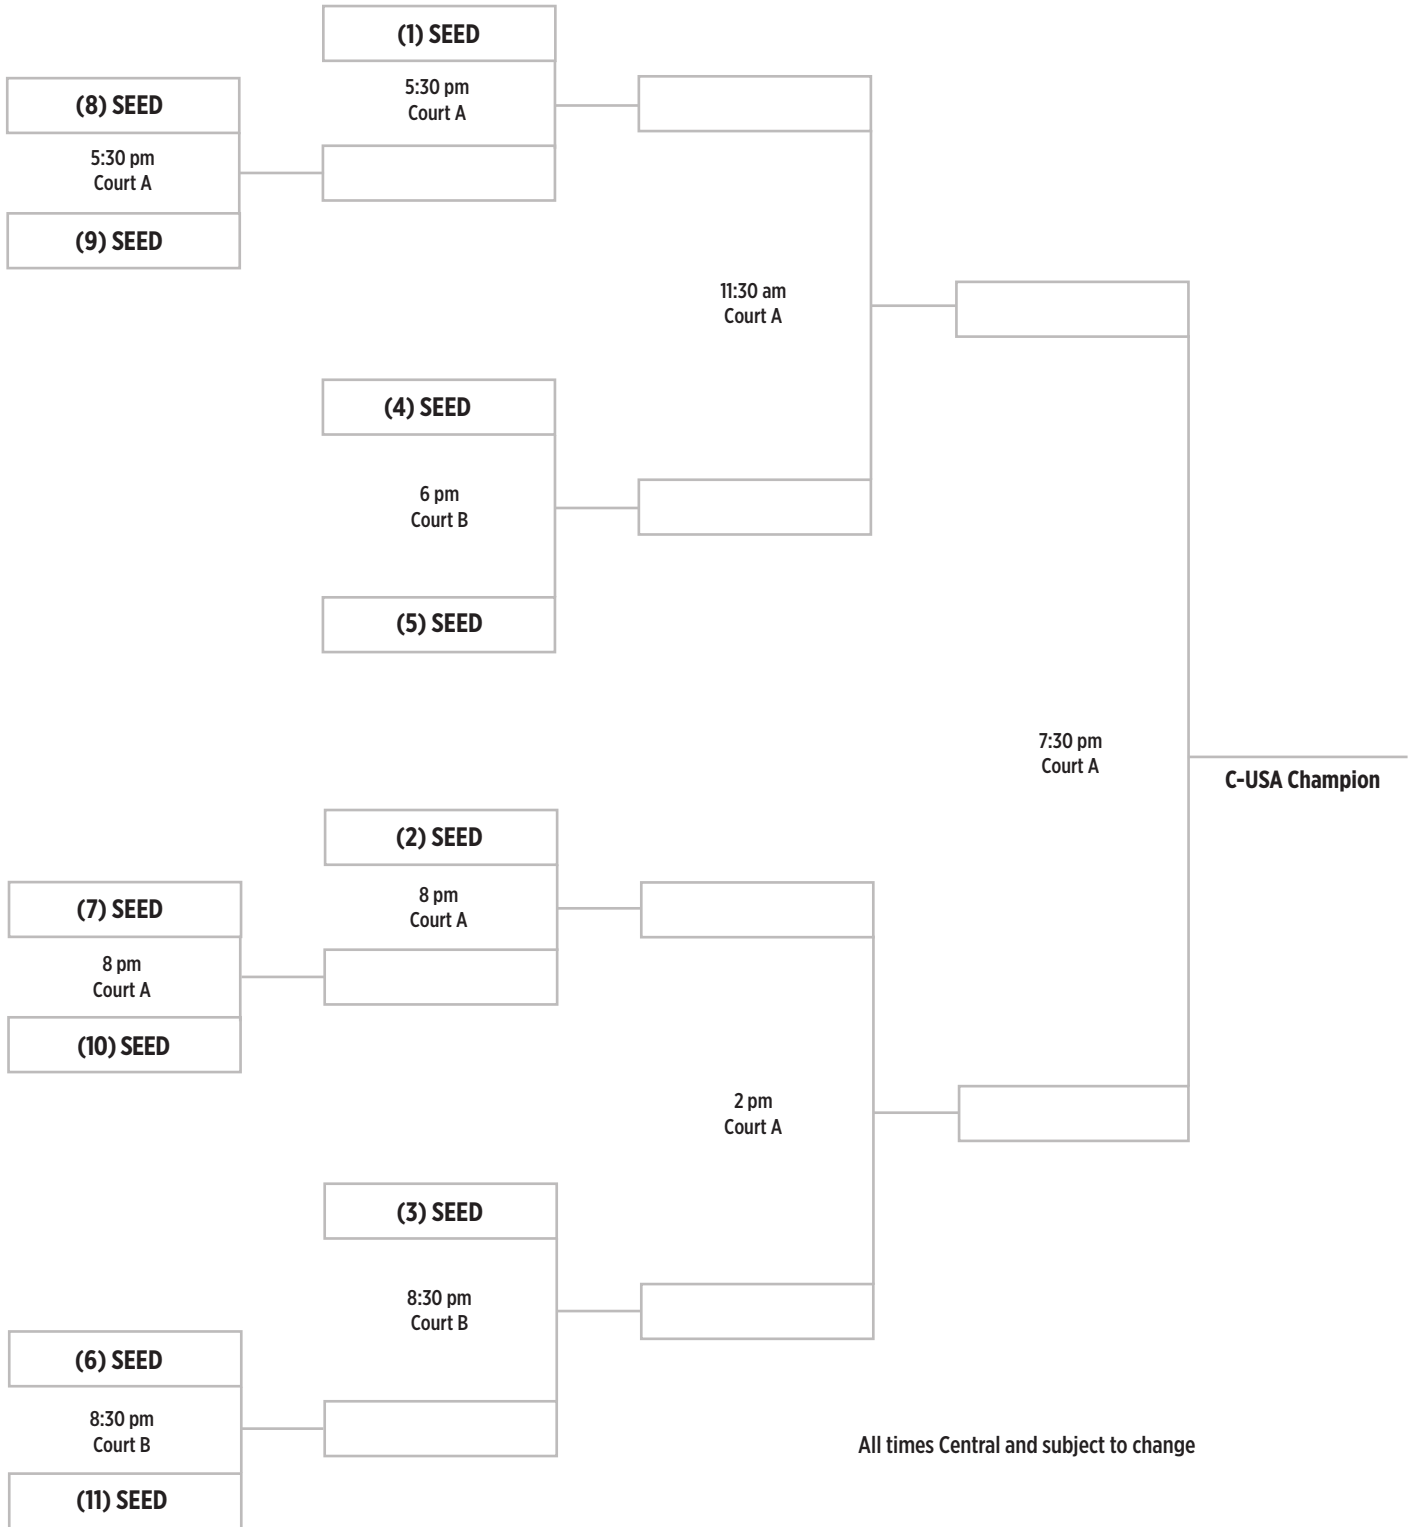 (1) SEED
5:30 pm
Court A
(8) SEED
5:30 pm
Court A
(9) SEED
11:30 am
Court A
(4) SEED
6 pm
Court B
(5) SEED
7:30 pm
Court A
C-USA Champion
(2) SEED
8 pm
Court A
(7) SEED
8 pm
Court A
(10) SEED
2 pm
Court A
(3) SEED
8:30 pm
Court B
(6) SEED
8:30 pm
Court B
(11) SEED
All times Central and subject to change